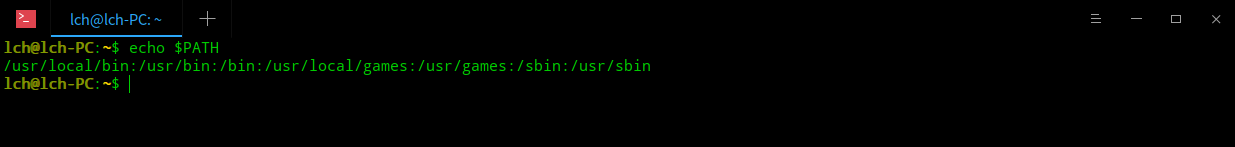 lch@lch-PC: ~
lch@lch-PC:~$ echo $PATH
/usr/local/bin:/usr/bin:/bin:/usr/local/games:/usr/games:/sbin:/usr/sbin
lch@lch-PC:~$